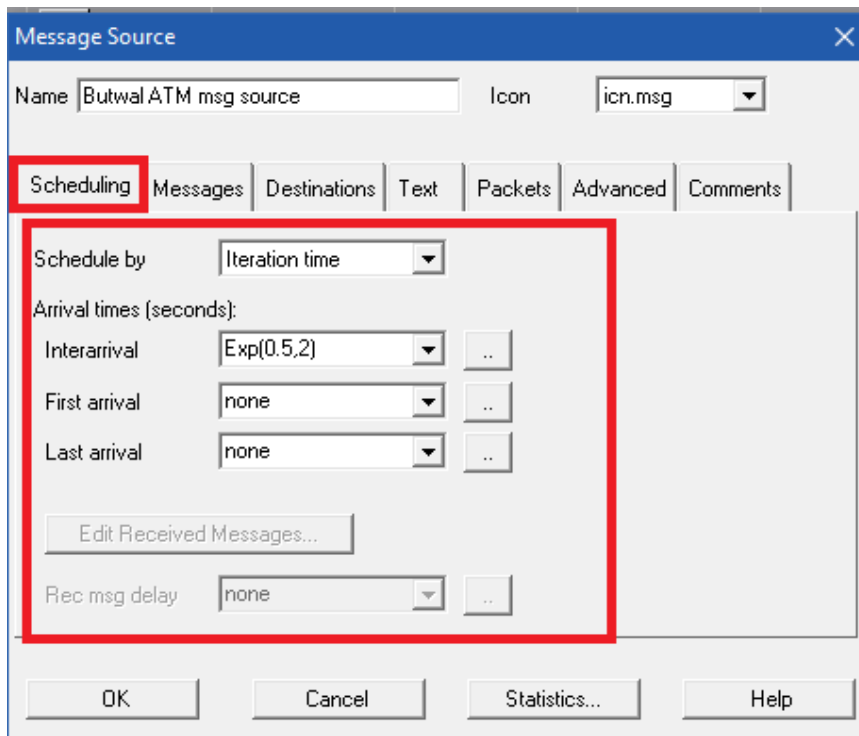 Message Source
Name Butwal ATM msg source Icon icn.msg
Scheduling Messages Destinations Text Packets Advanced Comments
Schedule by Iteration time
Arrival times (seconds):
Interarrival Exp(0.5,2) ..
First arrival none ..
Last arrival none ..
Edit Received Messages...
Rec msg delay none ..
OK Cancel Statistics... Help